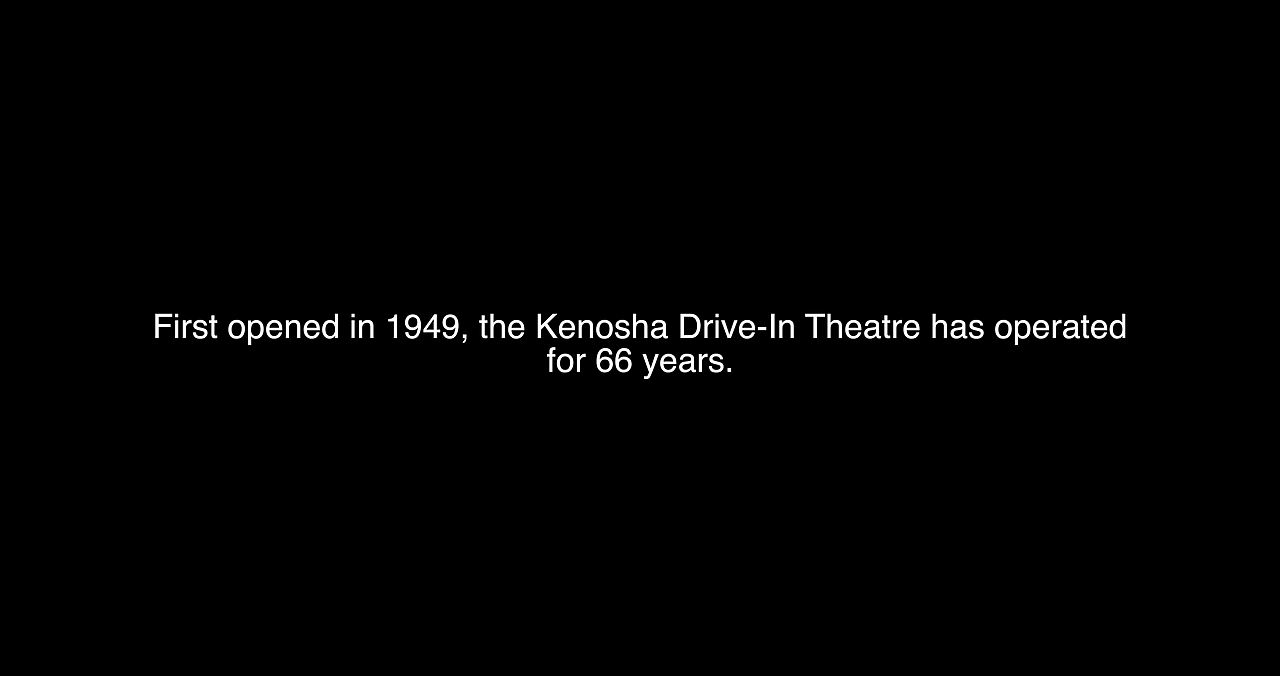 First opened in 1949, the Kenosha Drive-In Theatre has operated
for 66 years.